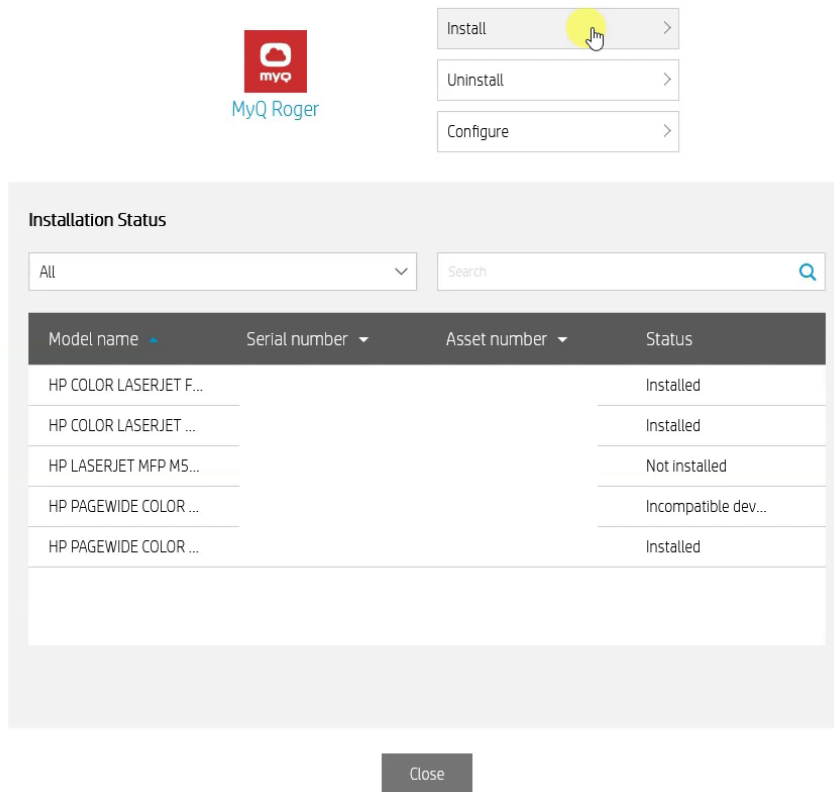 Install
myQ
MyQ Roger
Uninstall
Configure
Installation Status
All
Search
Model name Serial number Asset number Status
HP COLOR LASERJET F... Installed
HP COLOR LASERJET ... Installed
HP LASERJET MFP M5... Not installed
HP PAGEWIDE COLOR ... Incompatible dev...
HP PAGEWIDE COLOR ... Installed
Close